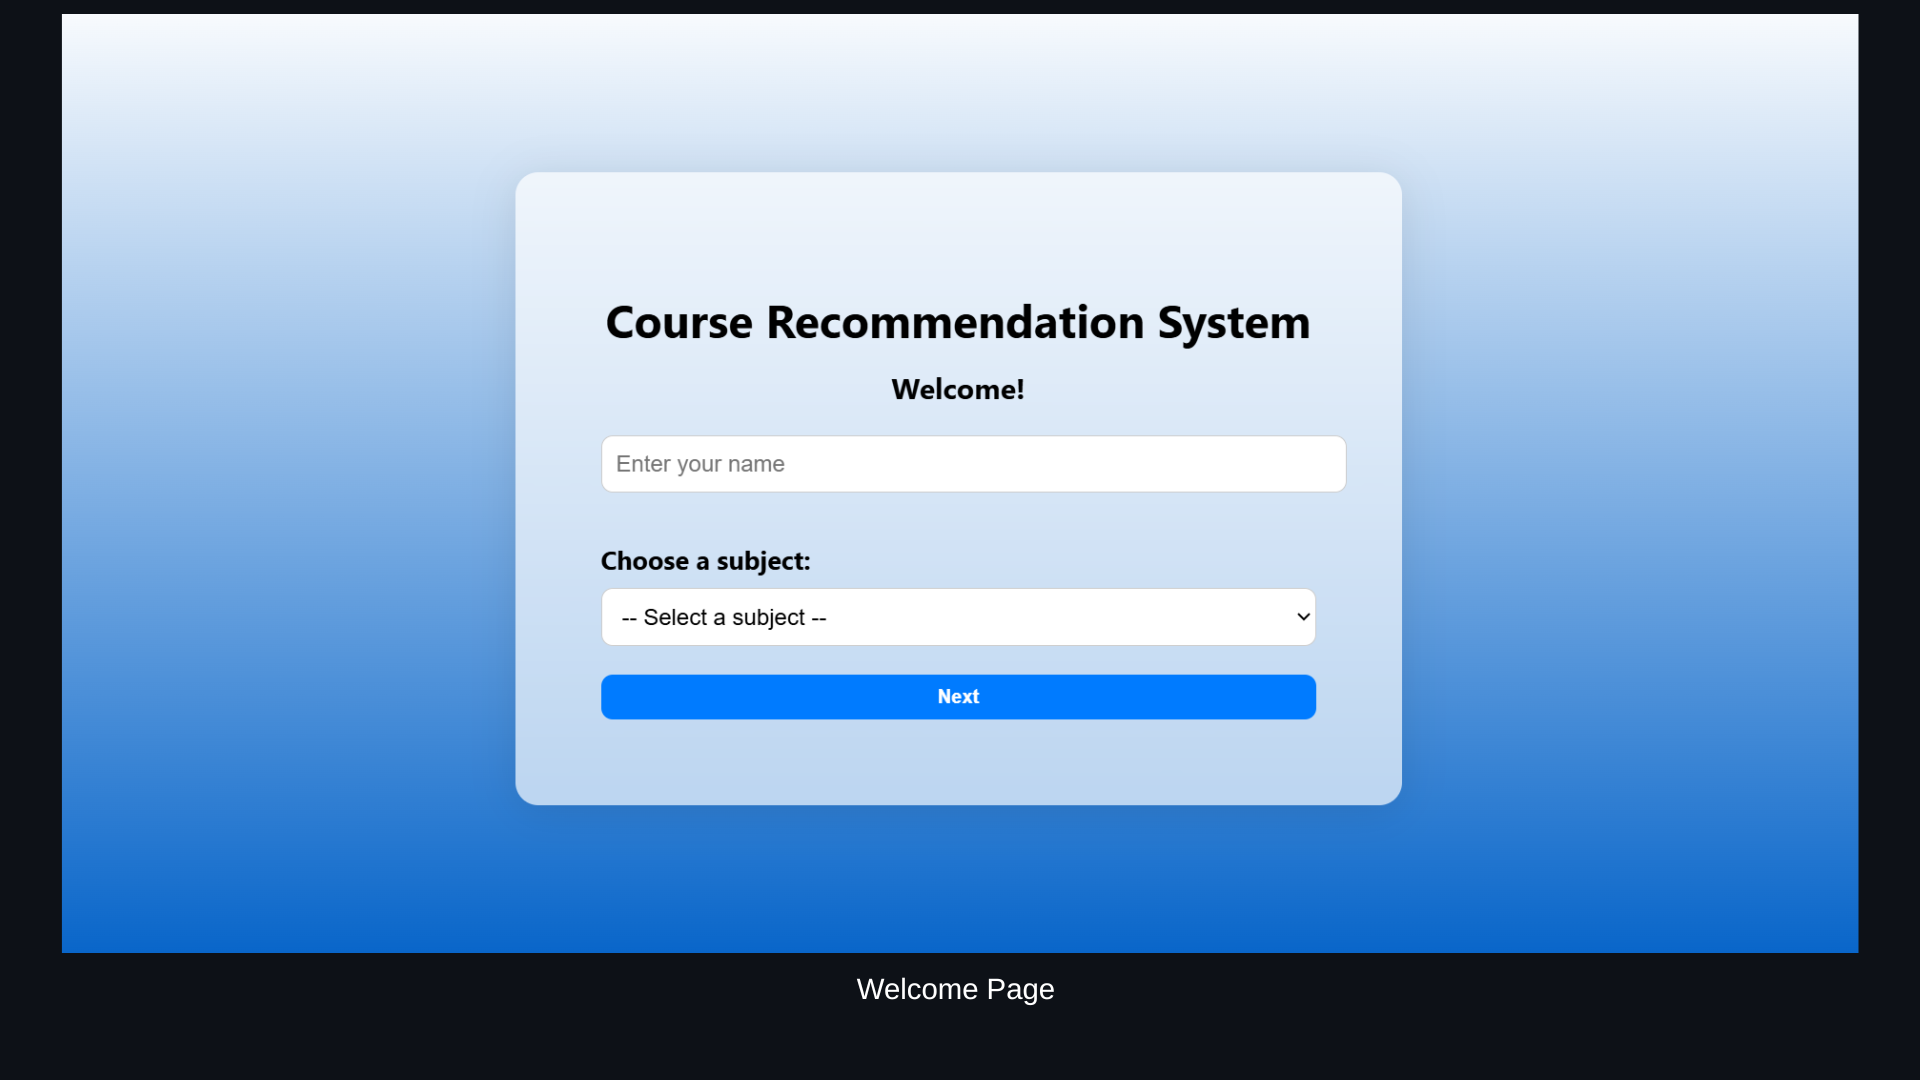 Course Recommendation System
Welcome!
Enter your name
Choose a subject:
-- Select a subject --
Next
Welcome Page